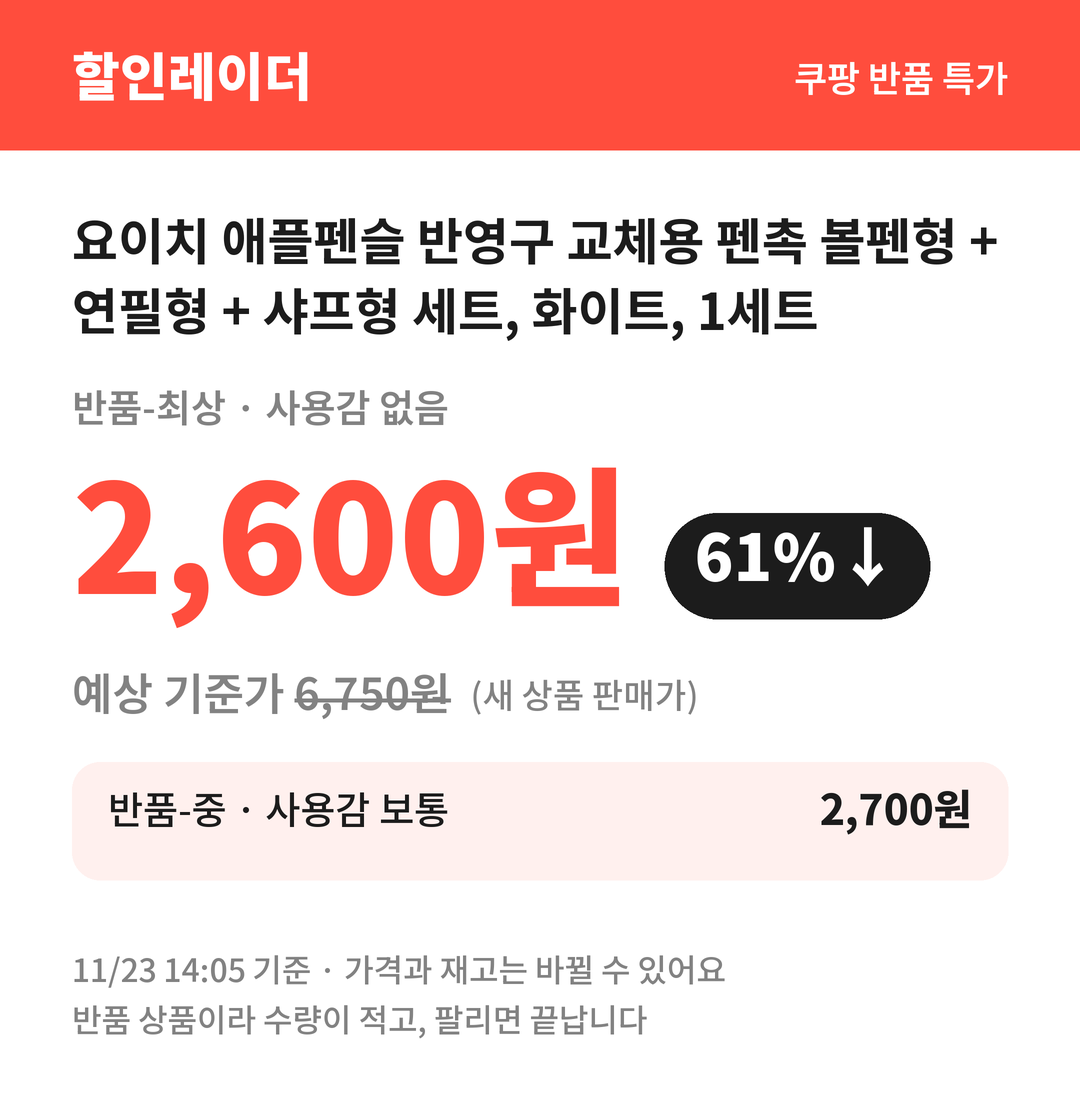 할인레이더
쿠팡 반품 특가
요이치 애플펜슬 반영구 교체용 펜촉 볼펜형 +
연필형 + 샤프형 세트, 화이트, 1세트
반품-최상 · 사용감 없음
2,600원 61%↓
예상 기준가 6,750원 (새 상품 판매가)
반품-중 · 사용감 보통 2,700원
11/23 14:05 기준 · 가격과 재고는 바뀔 수 있어요
반품 상품이라 수량이 적고, 팔리면 끝납니다